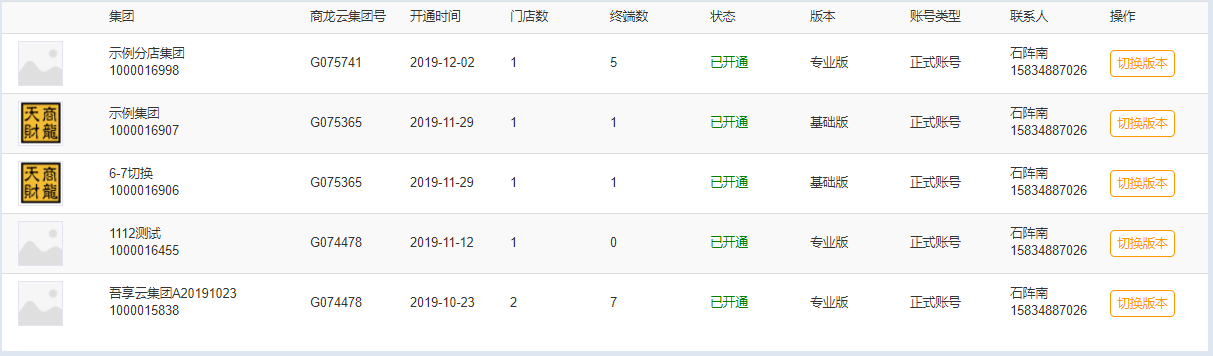 集团 商龙云集团号 开通时间 门店数 终端数 状态 版本 账号类型 联系人 操作
示例分店集团
1000016998 G075741 2019-12-02 1 5 已开通 专业版 正式账号 石阵南 15834887026 切换版本
天商
财龍
示例集团
1000016907 G075365 2019-11-29 1 1 已开通 基础版 正式账号 石阵南 15834887026 切换版本
天商
财龍
6-7切换
1000016906 G075365 2019-11-29 1 1 已开通 基础版 正式账号 石阵南 15834887026 切换版本
1112测试
1000016455 G074478 2019-11-12 1 0 已开通 专业版 正式账号 石阵南 15834887026 切换版本
吾享云集团A20191023
1000015838 G074478 2019-10-23 2 7 已开通 专业版 正式账号 石阵南 15834887026 切换版本